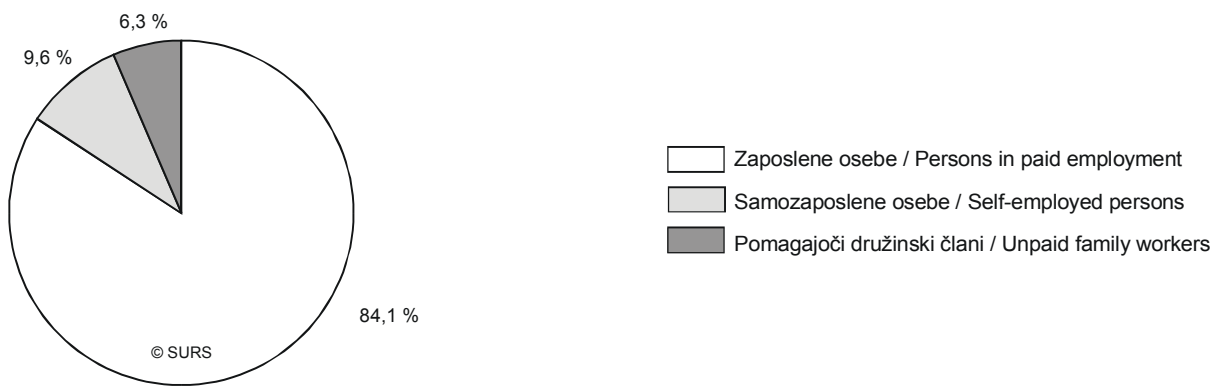 6,3 %
9,6 %
Zaposlene osebe / Persons in paid employment
Samozaposlene osebe / Self-employed persons
Pomagajoči družinski člani / Unpaid family workers
84,1 %
© SURS